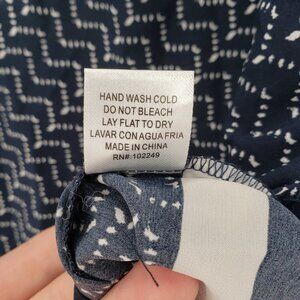 HAND WASH COLD
DO NOT BLEACH
LAY FLAT TO DRY
LAVAR CON AGUA FRIA
MADE IN CHINA
RN#:102249